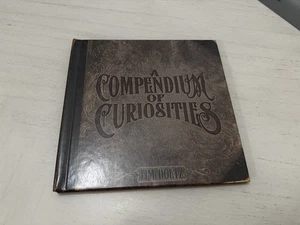 A
COMPENDIUM
OF
CURIOSITIES
TIM HOLTZ